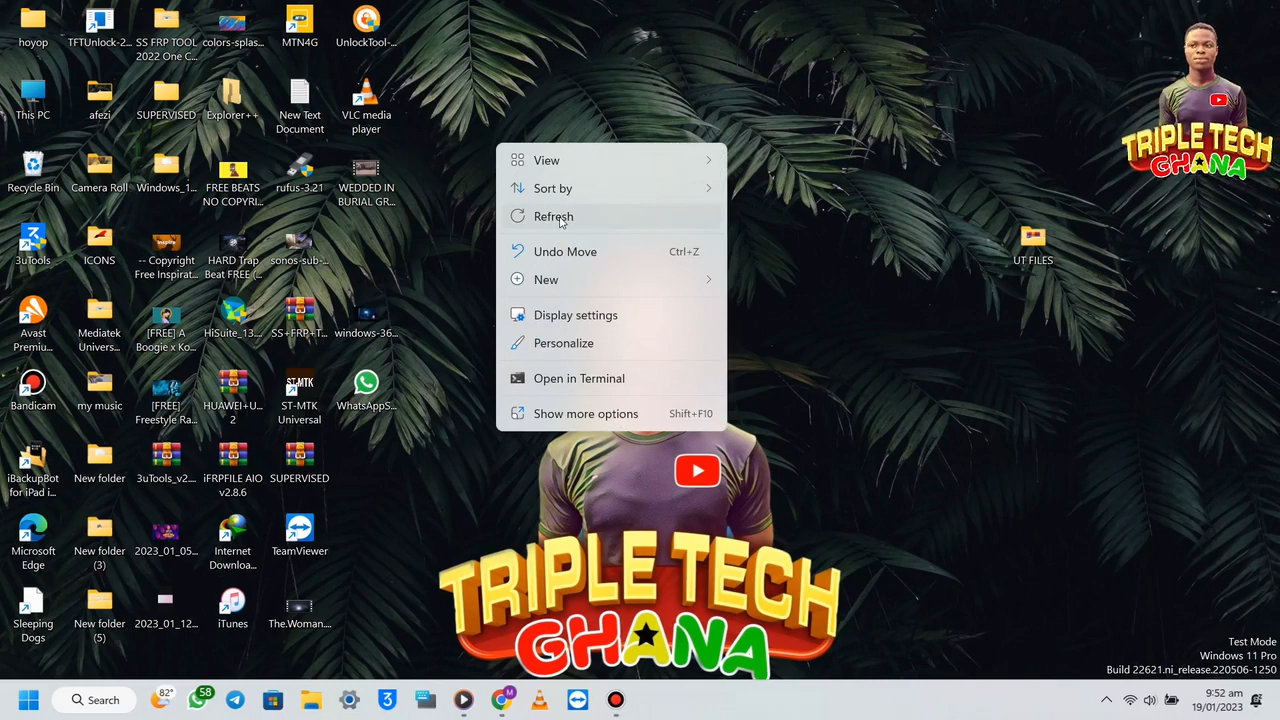 hoyop
TFTUnlock-2...
SS FRP TOOL
2022 One C...
colors-splas...
MTN4G
UnlockTool-...
This PC
afezi
SUPERVISED
Explorer++
New Text
Document
VLC media
player
Recycle Bin
Camera Roll
Windows_1...
FREE BEATS
NO COPYRI...
rufus-3.21
WEDDED IN
BURIAL GR...
3uTools
ICONS
-- Copyright
Free Inspirat...
HARD Trap
Beat FREE (...
sonos-sub-...
Avast
Premiu...
Mediatek
Univers...
[FREE] A
Boogie x Ko...
HiSuite_13....
SS+FRP+T...
windows-36...
Bandicam
my music
[FREE]
Freestyle Ra...
HUAWEI+U...
2
ST-MTK
ST-MTK
Universal
WhatsAppS...
iBackupBot
for iPad i...
New folder
3uTools_v2....
iFRPFILE AIO
v2.8.6
SUPERVISED
Microsoft
Edge
New folder
(3)
2023_01_05...
Internet
Downloa...
TeamViewer
Sleeping
Dogs
New folder
(5)
2023_01_12...
iTunes
The.Woman....
View
Sort by
Refresh
Undo Move Ctrl+Z
New
Display settings
Personalize
Open in Terminal
Show more options Shift+F10
TRIPLE TECH
GHANA
UT FILES
TRIPLE TECH
GHANA
Test Mode
Windows 11 Pro
Build 22621.ni_release.220506-1250
82°
58
M
Search
9:52 am
19/01/2023